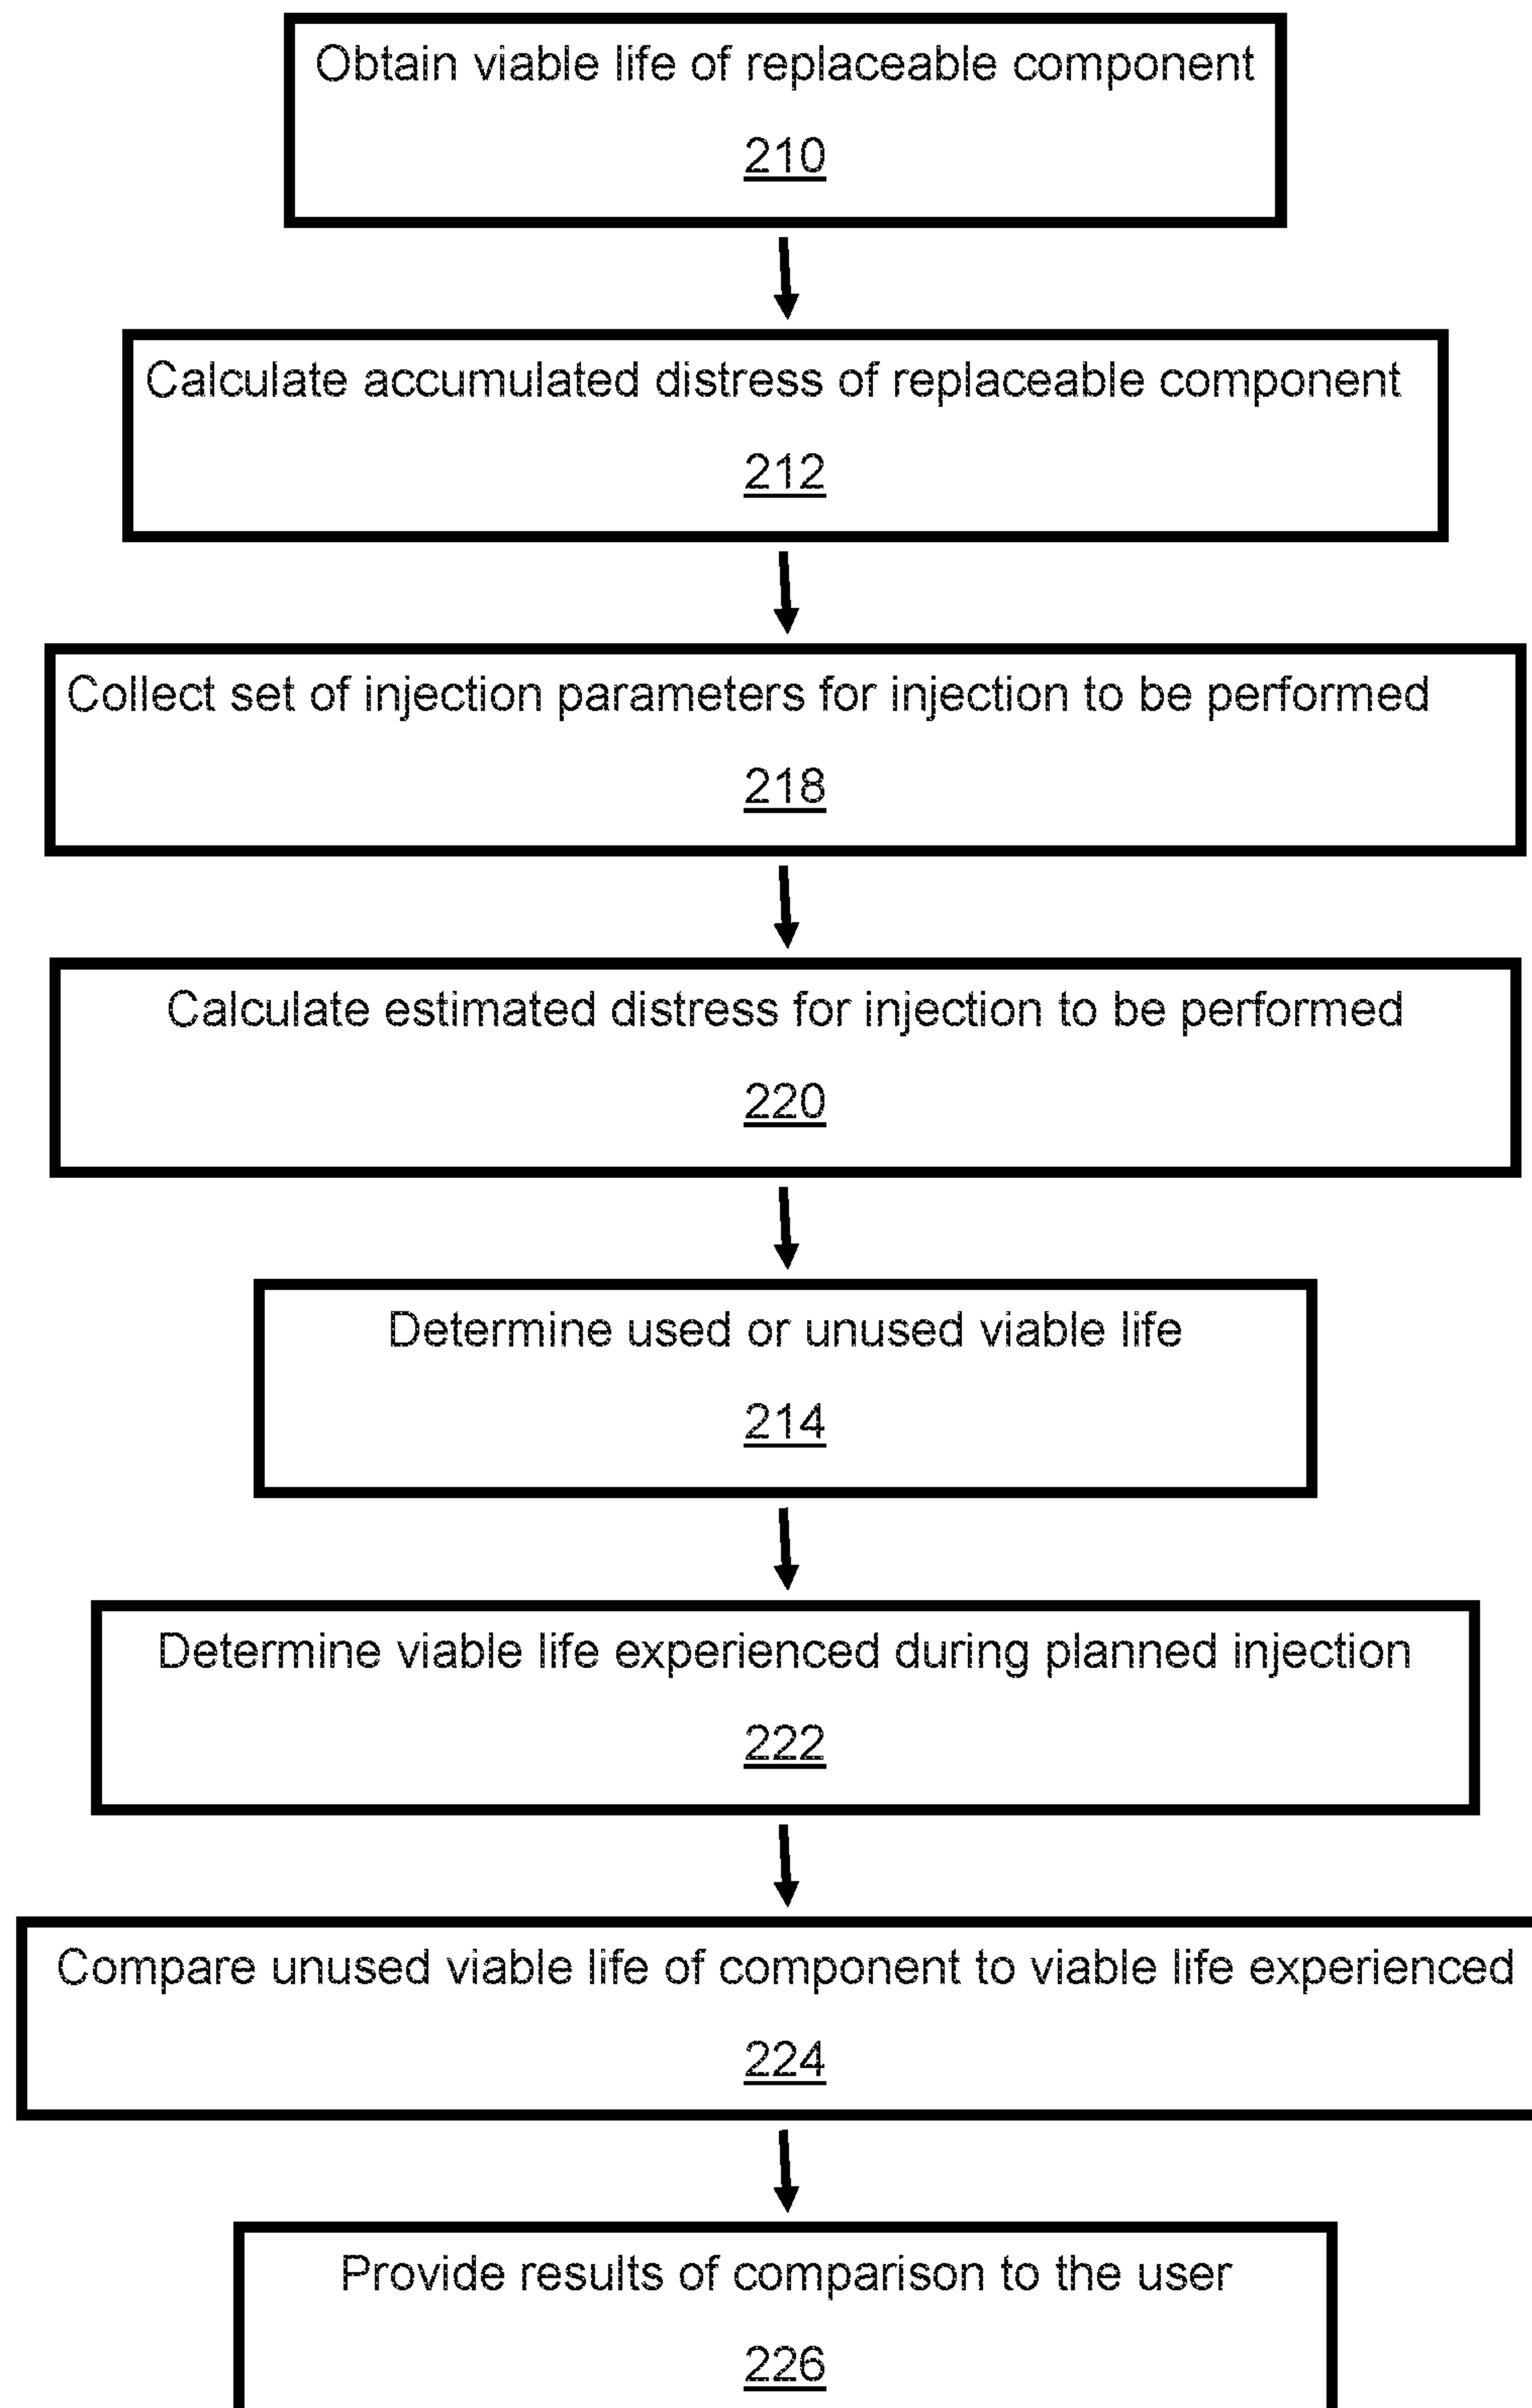 Obtain viable life of replaceable component
210
Calculate accumulated distress of replaceable component
212
Collect set of injection parameters for injection to be performed
218
Calculate estimated distress for injection to be performed
220
Determine used or unused viable life
214
Determine viable life experienced during planned injection
222
Compare unused viable life of component to viable life experienced
224
Provide results of comparison to the user
226